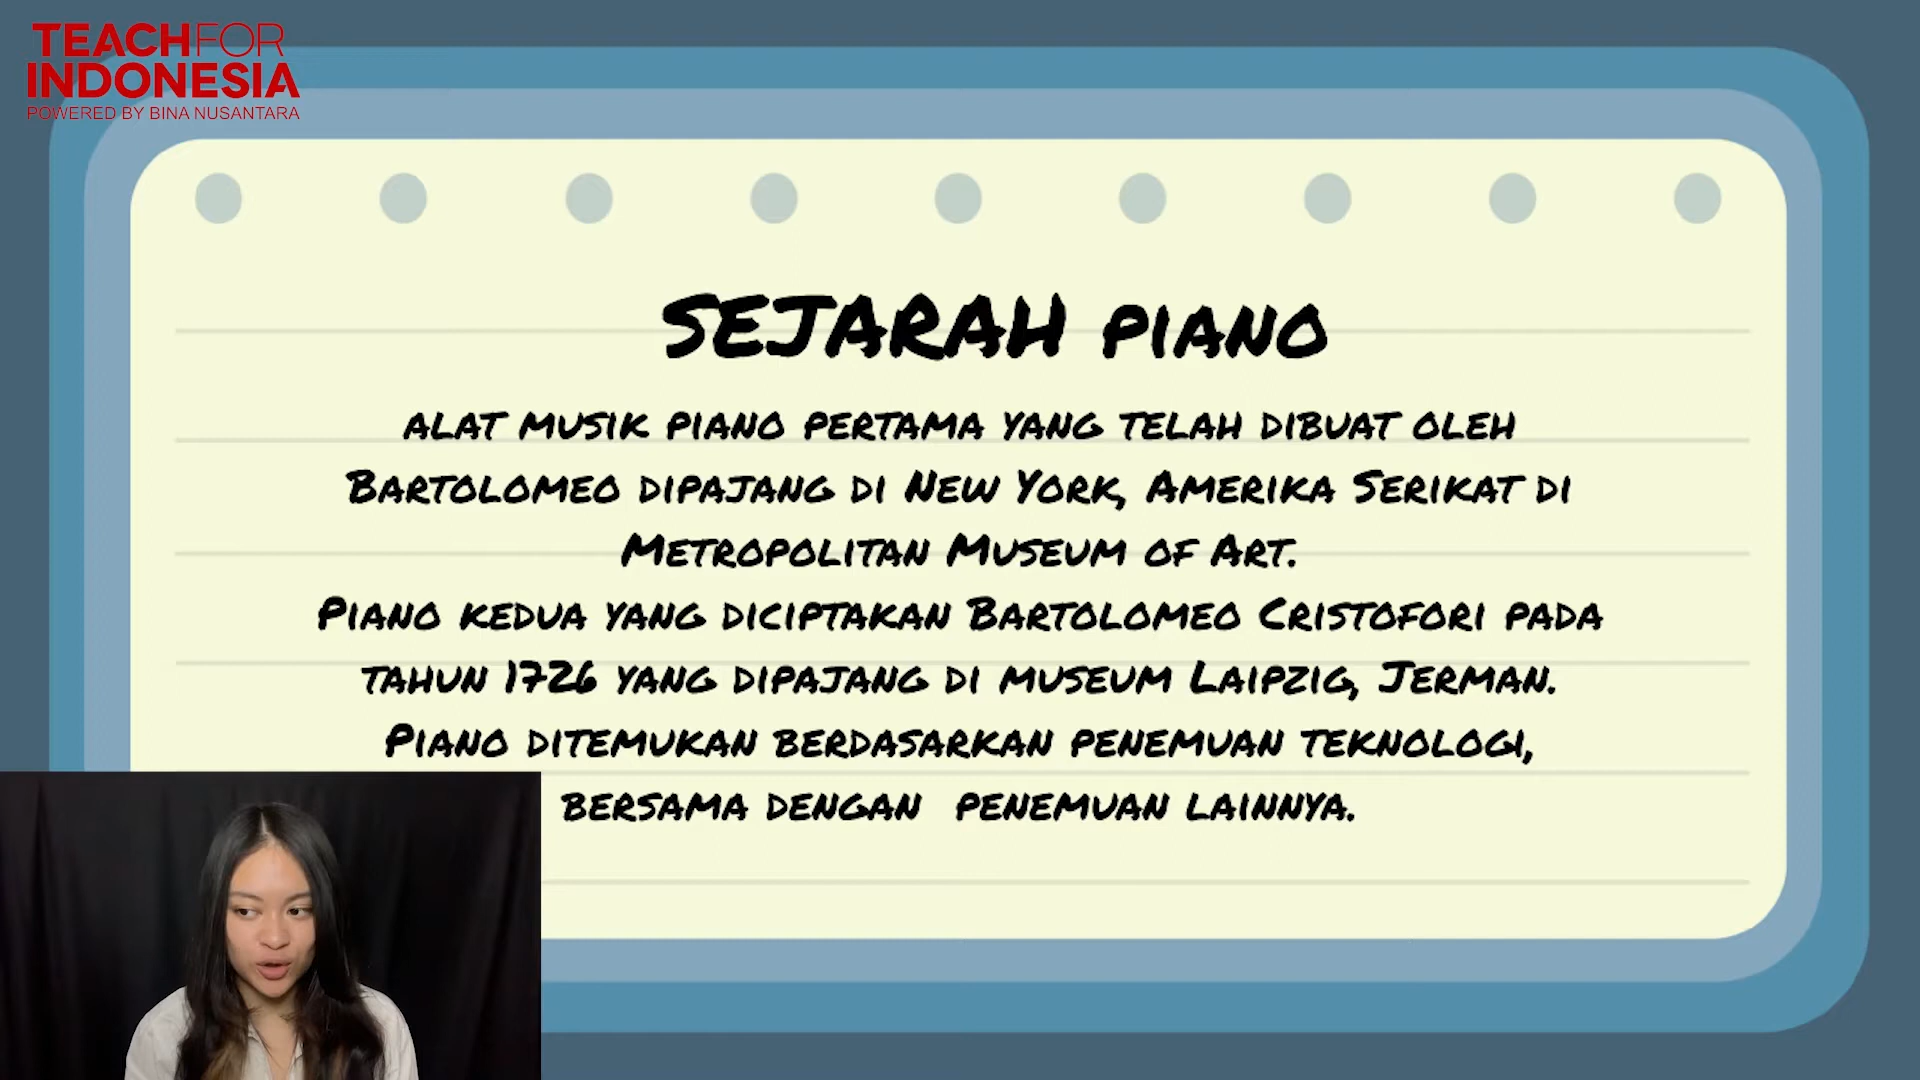 TEACHFOR
INDONESIA
POWERED BY BINA NUSANTARA
SEJARAH PIANO
ALAT MUSIK PIANO PERTAMA YANG TELAH DIBUAT OLEH
BARTOLOMEO DIPAJANG DI NEW YORK, AMERIKA SERIKAT DI
METROPOLITAN MUSEUM OF ART.
PIANO KEDUA YANG DICIPTAKAN BARTOLOMEO CRISTOFORI PADA
TAHUN 1726 YANG DIPAJANG DI MUSEUM LAIPZIG, JERMAN.
PIANO DITEMUKAN BERDASARKAN PENEMUAN TEKNOLOGI,
BERSAMA DENGAN PENEMUAN LAINNYA.